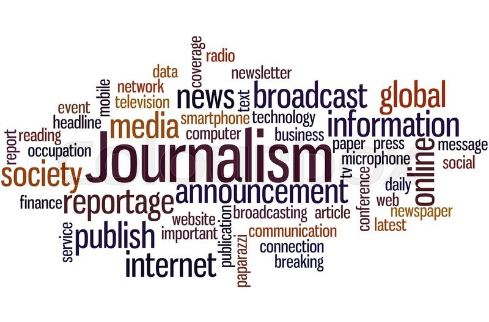 coverage
radio
data
newsletter
network
mobile
television
news
text
broadcast
global
event
headline
media
smartphone
technology
information
report
reading
computer
business
occupation
Journalism
paper
press
message
microphone
online
social
society
tv
announcement
conference
daily
finance
reportage
web
website
publication
broadcasting
article
newspaper
service
publish
important
communication
latest
paparazzi
connection
internet
breaking